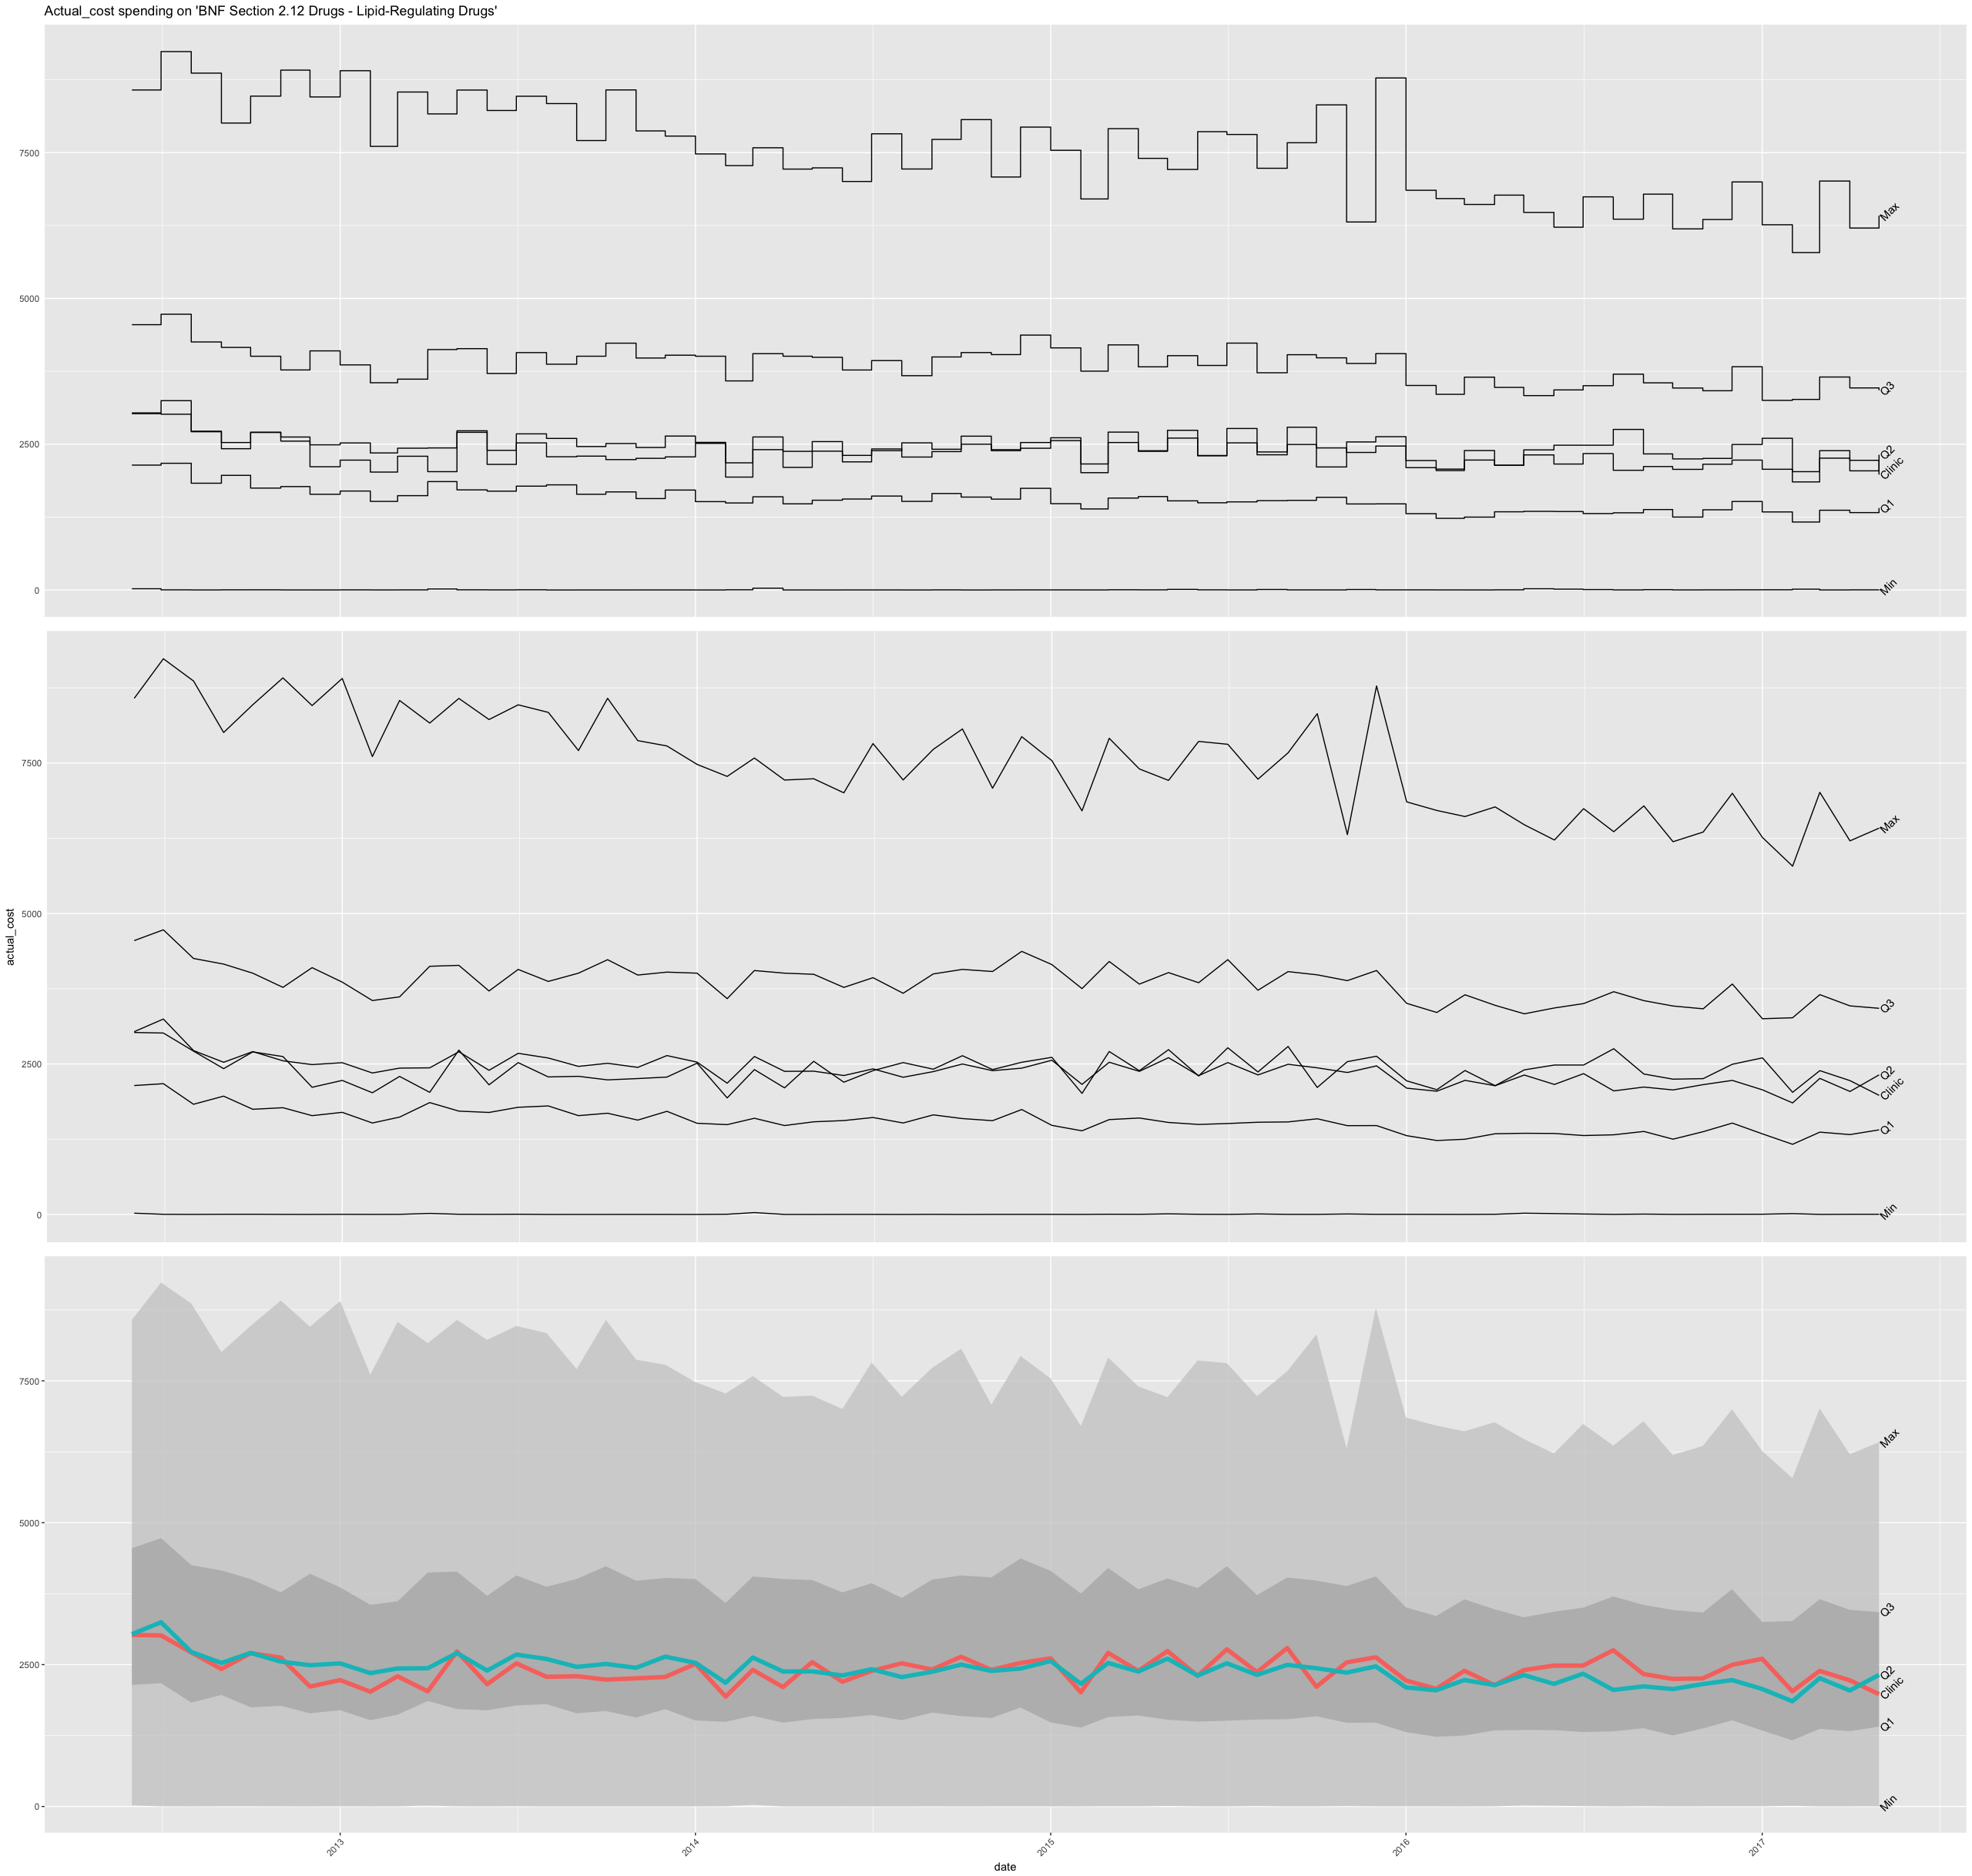 Actual_cost spending on 'BNF Section 2.12 Drugs - Lipid-Regulating Drugs'
7500
5000
2500
0
Max
Q3
Q2
Clinic
Q1
Min
actual_cost
7500
5000
2500
0
Max
Q3
Q2
Clinic
Q1
Min
7500
5000
2500
0
Max
Q3
Q2
Clinic
Q1
Min
2013
2014
2015
2016
2017
date